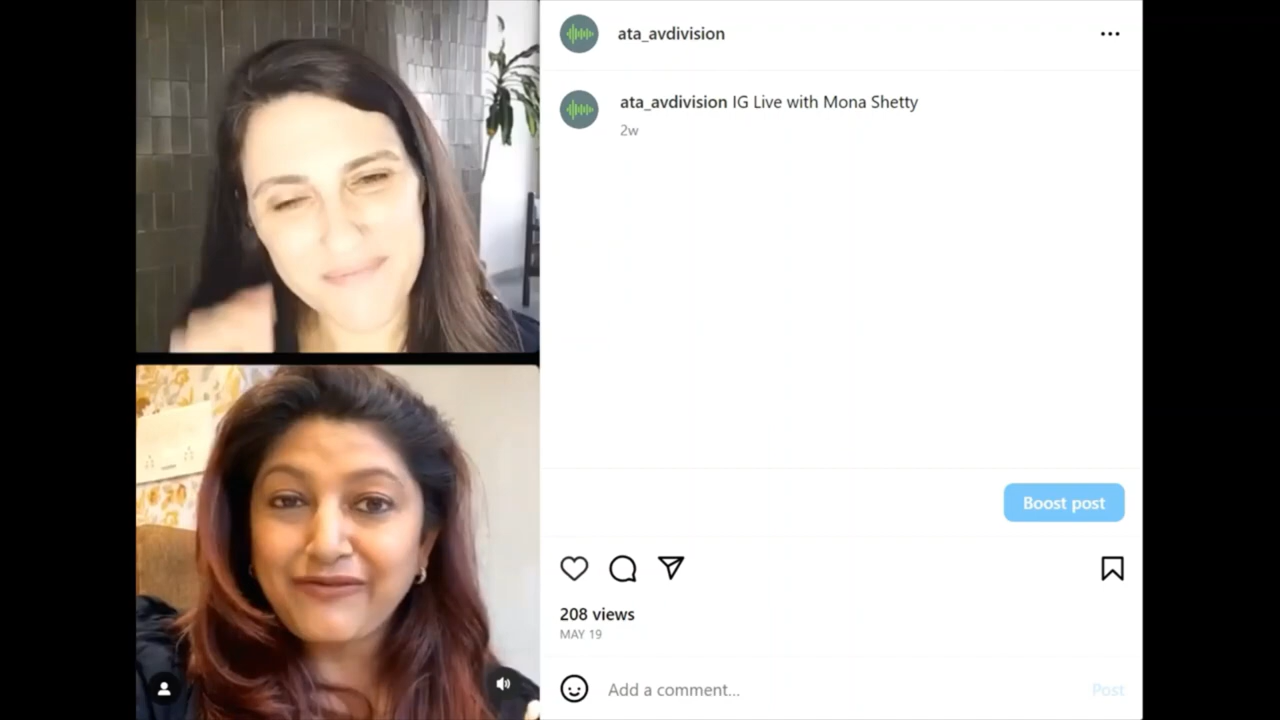 ata_avdivision
ata_avdivision IG Live with Mona Shetty
2w
Boost post
208 views
MAY 19
Add a comment...
Post